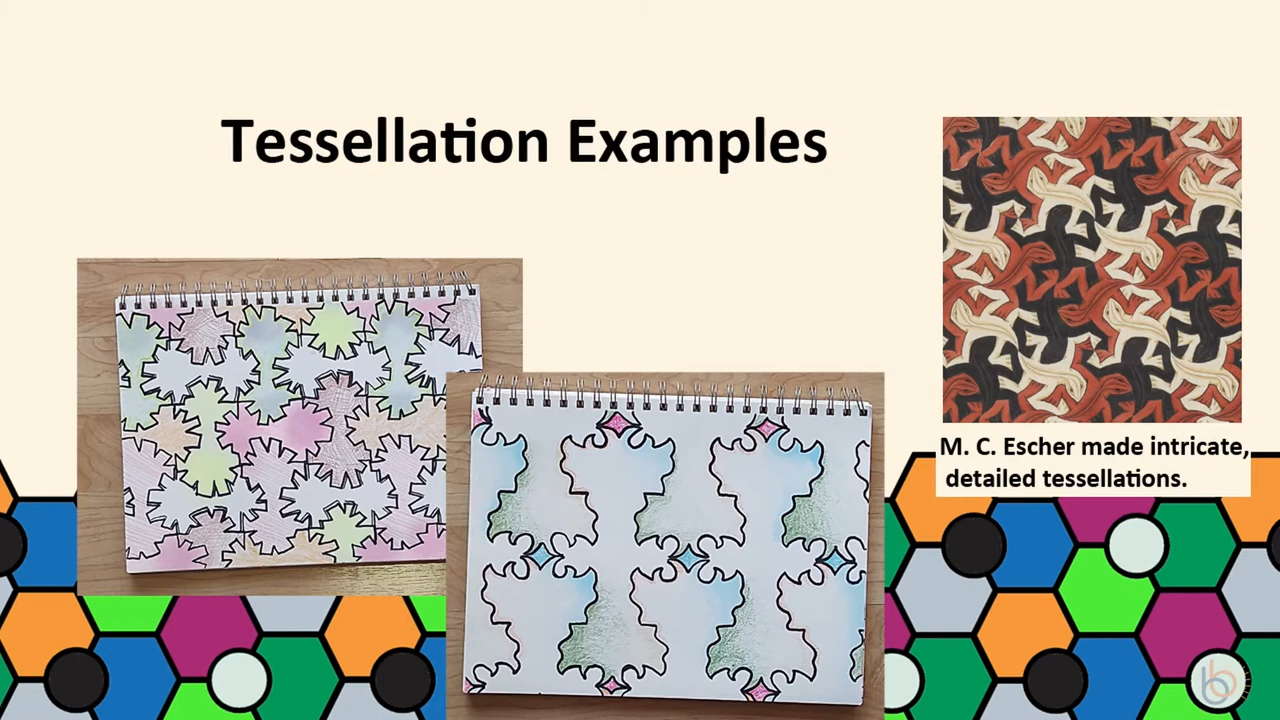 Tessellation Examples
M. C. Escher made intricate,
detailed tessellations.